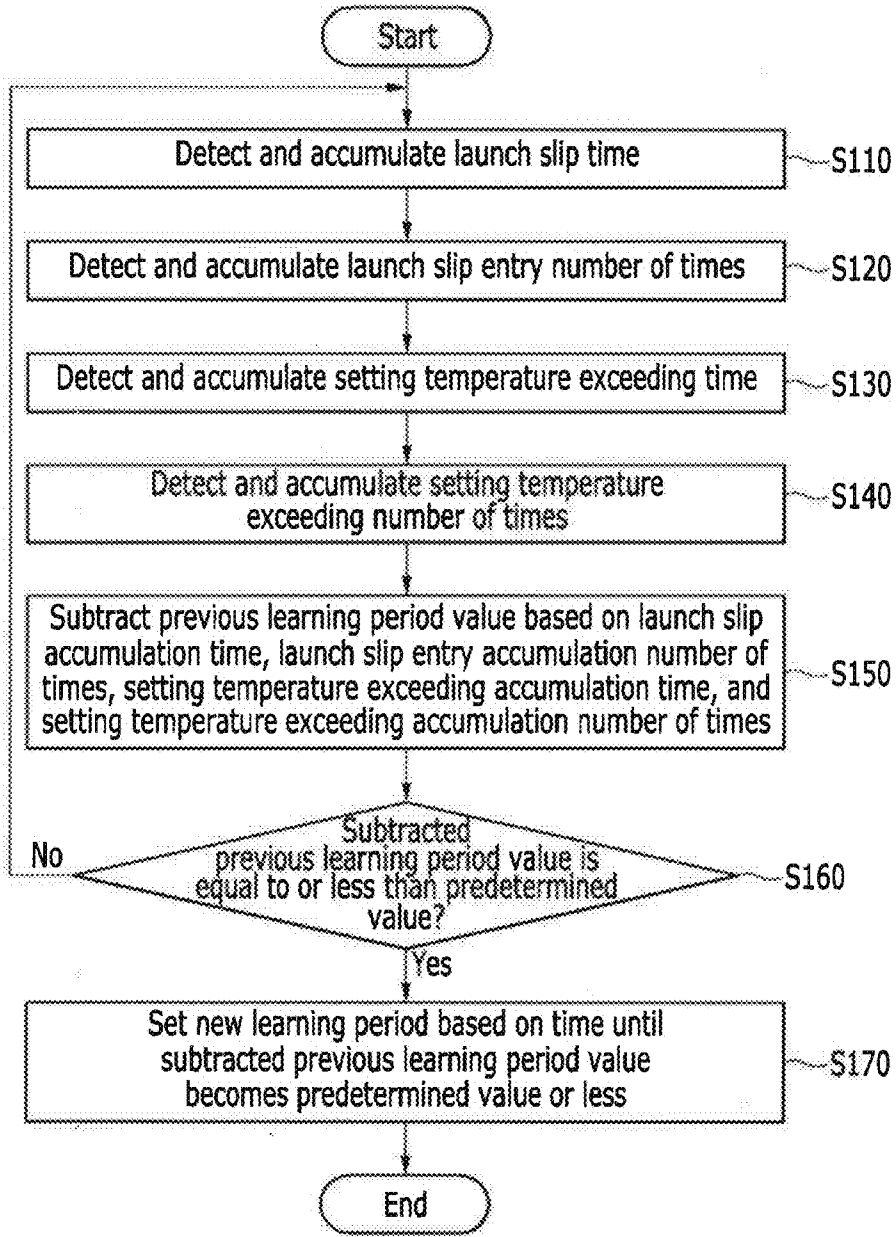 Start
Detect and accumulate launch slip time
S110
Detect and accumulate launch slip entry number of times
S120
Detect and accumulate setting temperature exceeding time
S130
Detect and accumulate setting temperature
exceeding number of times
S140
Subtract previous learning period value based on launch slip
accumulation time, launch slip entry accumulation number of
times, setting temperature exceeding accumulation time, and
setting temperature exceeding accumulation number of times
S150
No
Subtracted
previous learning period value is
equal to or less than predetermined
value?
S160
Yes
Set new learning period based on time until
subtracted previous learning period value
becomes predetermined value or less
S170
End